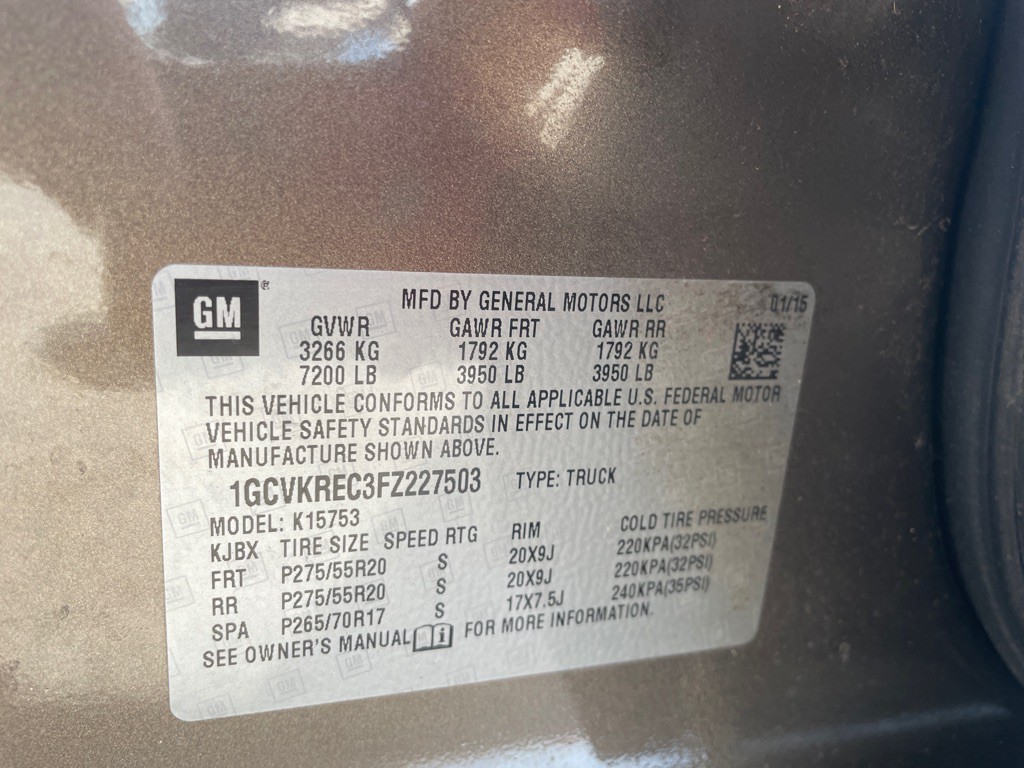 GM ®
MFD BY GENERAL MOTORS LLC 01/15
GVWR GAWR FRT GAWR RR
3266 KG 1792 KG 1792 KG
7200 LB 3950 LB 3950 LB
THIS VEHICLE CONFORMS TO ALL APPLICABLE U.S. FEDERAL MOTOR
VEHICLE SAFETY STANDARDS IN EFFECT ON THE DATE OF
MANUFACTURE SHOWN ABOVE.
1GCVKREC3FZ227503 TYPE: TRUCK
MODEL: K15753
KJBX TIRE SIZE SPEED RTG RIM COLD TIRE PRESSURE
FRT P275/55R20 S 20X9J 220KPA(32PSI)
RR P275/55R20 S 20X9J 220KPA(32PSI)
SPA P265/70R17 S 17X7.5J 240KPA(35PSI)
SEE OWNER'S MANUAL i FOR MORE INFORMATION.